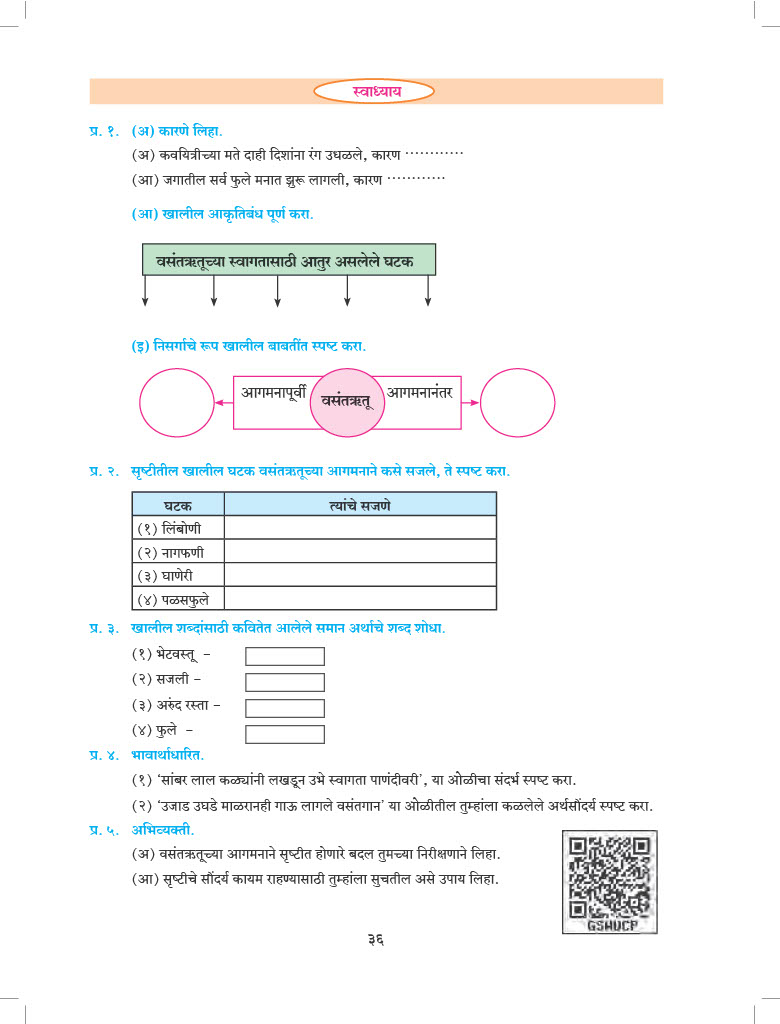 स्वाध्याय
प्र. १. (अ) कारणे लिहा.
(अ) कवयित्रीच्या मते दाही दिशांना रंग उधळले, कारण ............
(आ) जगातील सर्व फुले मनात झुरू लागली, कारण ............
(आ) खालील आकृतिबंध पूर्ण करा.
वसंतऋतूच्या स्वागतासाठी आतुर असलेले घटक
(इ) निसर्गाचे रूप खालील बाबतींत स्पष्ट करा.
आगमनापूर्वी वसंतऋतू आगमनानंतर
प्र. २. सृष्टीतील खालील घटक वसंतऋतूच्या आगमनाने कसे सजले, ते स्पष्ट करा.
घटक त्यांचे सजणे
(१) लिंबोणी
(२) नागफणी
(३) घाणेरी
(४) पळसफुले
प्र. ३. खालील शब्दांसाठी कवितेत आलेले समान अर्थाचे शब्द शोधा.
(१) भेटवस्तू –
(२) सजली –
(३) अरुंद रस्ता –
(४) फुले –
प्र. ४. भावार्थाधारित.
(१) ‘सांबर लाल कळ्यांनी लखडून उभे स्वागता पाणंदीवरी’, या ओळीचा संदर्भ स्पष्ट करा.
(२) ‘उजाड उघडे माळरानही गाऊ लागले वसंतगान’ या ओळीतील तुम्हांला कळलेले अर्थसौंदर्य स्पष्ट करा.
प्र. ५. अभिव्यक्ती.
(अ) वसंतऋतूच्या आगमनाने सृष्टीत होणारे बदल तुमच्या निरीक्षणाने लिहा.
(आ) सृष्टीचे सौंदर्य कायम राहण्यासाठी तुम्हांला सुचतील असे उपाय लिहा.
GSHUCP
३६